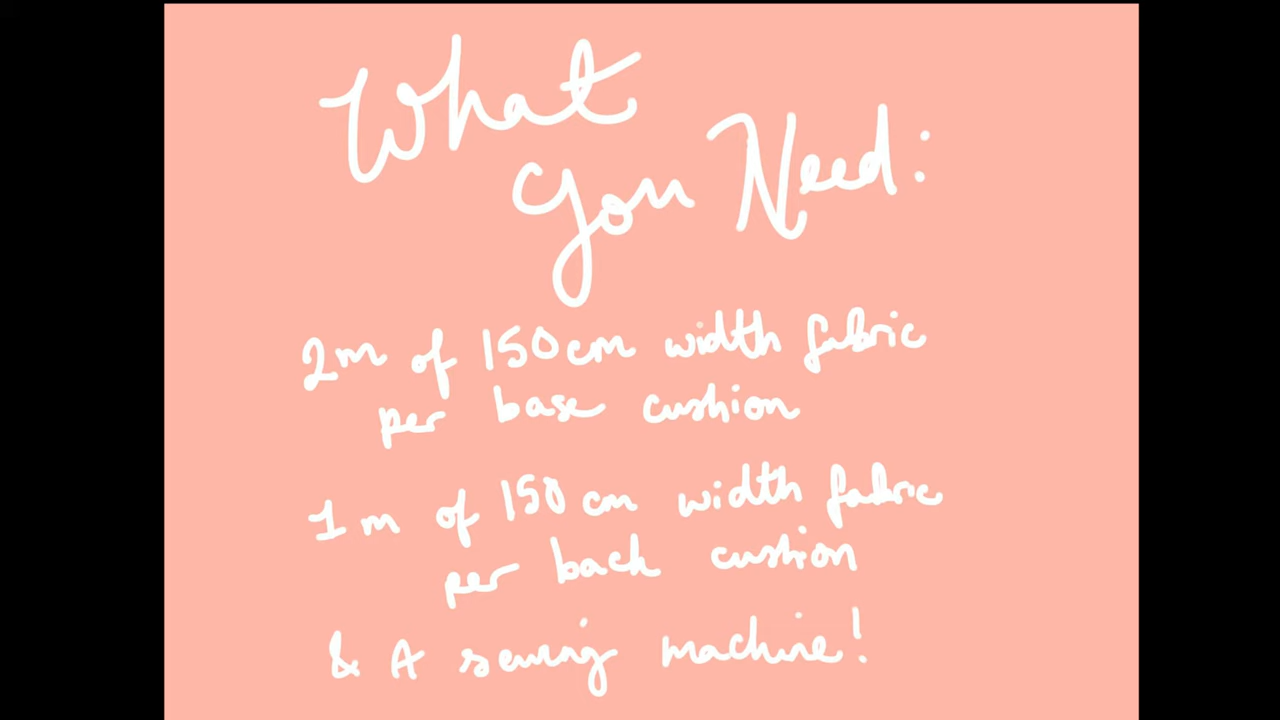 What
You Need:
2m of 150cm width fabric
per base cushion
1m of 150cm width fabric
per back cushion
& A sewing machine!